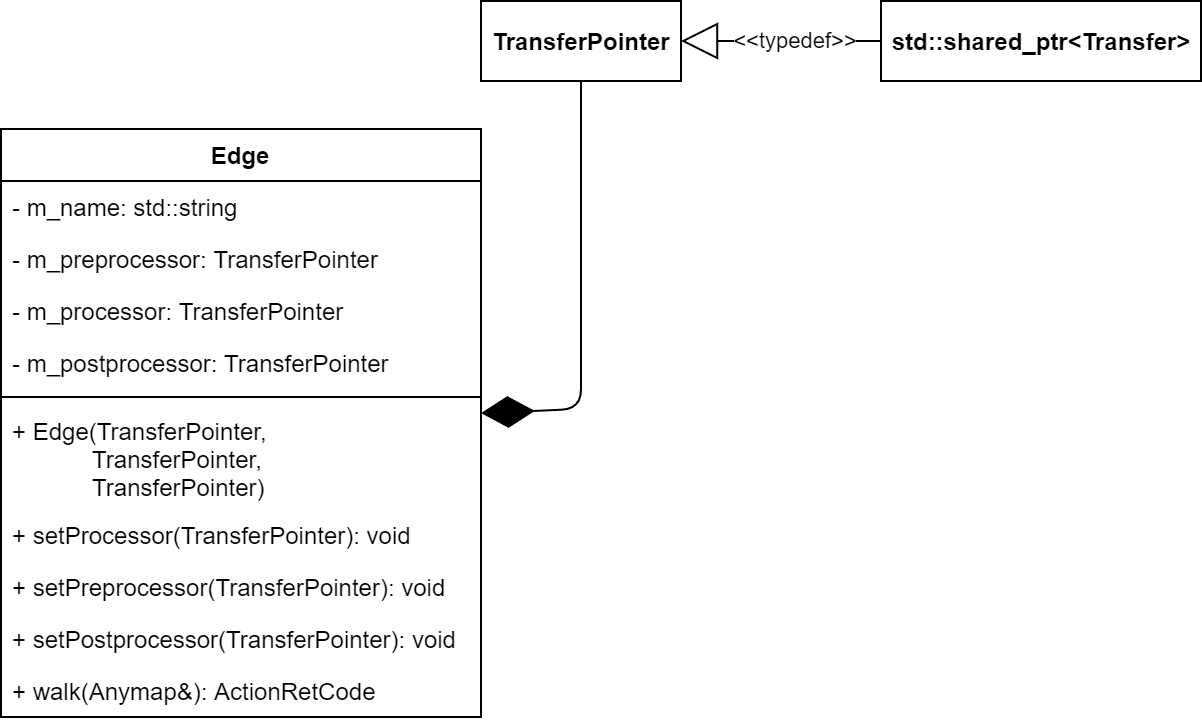 TransferPointer
<<typedef>>
std::shared_ptr<Transfer>
Edge
- m_name: std::string
- m_preprocessor: TransferPointer
- m_processor: TransferPointer
- m_postprocessor: TransferPointer
+ Edge(TransferPointer,
TransferPointer,
TransferPointer)
+ setProcessor(TransferPointer): void
+ setPreprocessor(TransferPointer): void
+ setPostprocessor(TransferPointer): void
+ walk(Anymap&): ActionRetCode